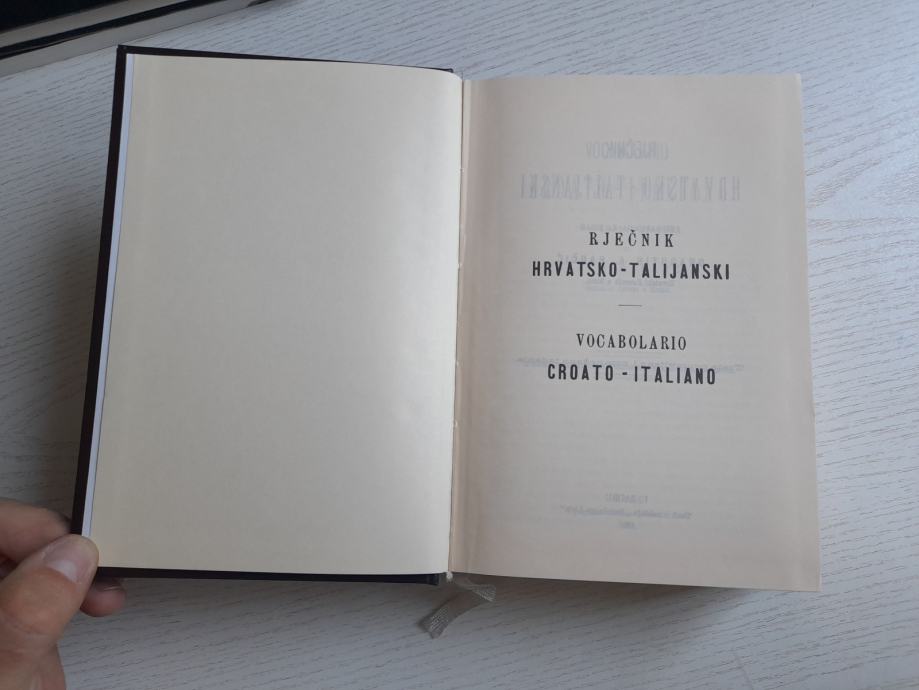 RJEČNIK
HRVATSKO-TALIJANSKI
VOCABOLARIO
CROATO - ITALIANO